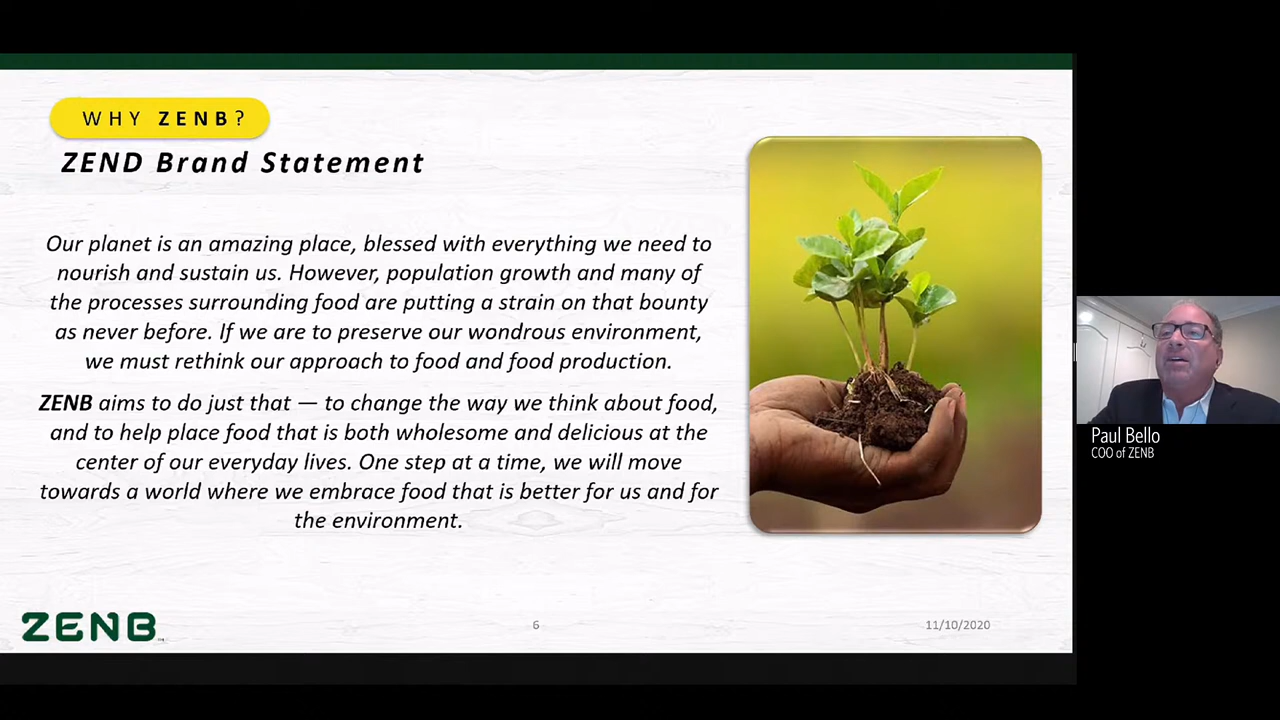 WHY ZENB?
ZEND Brand Statement
Our planet is an amazing place, blessed with everything we need to
nourish and sustain us. However, population growth and many of
the processes surrounding food are putting a strain on that bounty
as never before. If we are to preserve our wondrous environment,
we must rethink our approach to food and food production.
ZENB aims to do just that — to change the way we think about food,
and to help place food that is both wholesome and delicious at the
center of our everyday lives. One step at a time, we will move
towards a world where we embrace food that is better for us and for
the environment.
Paul Bello
COO of ZENB
ZENB
6
11/10/2020